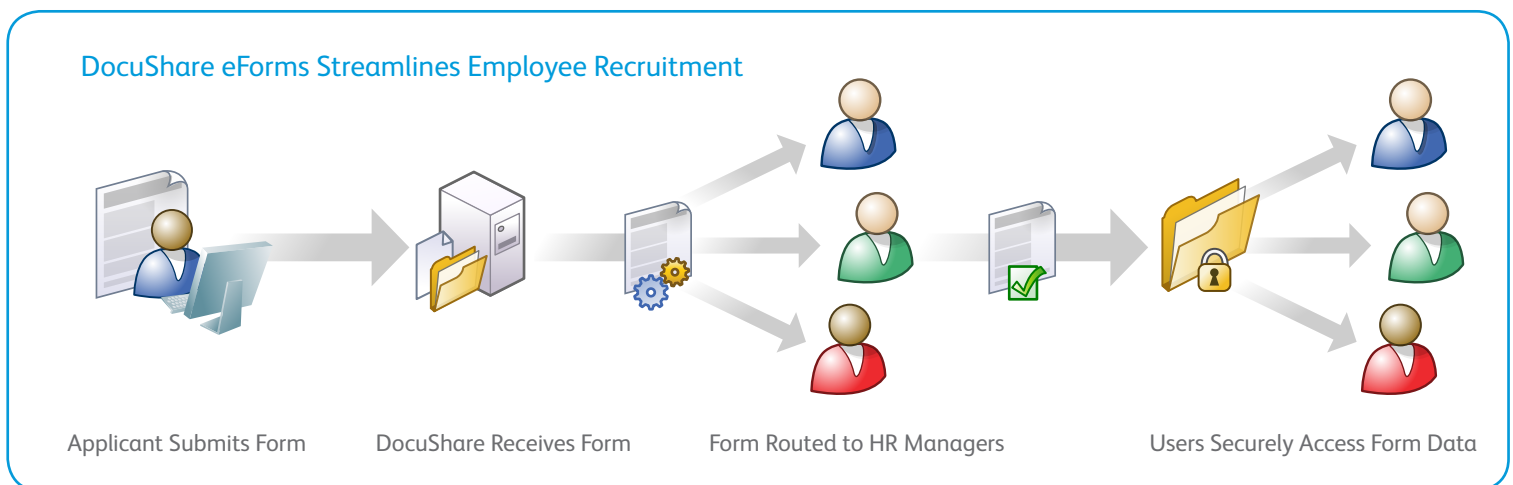 DocuShare eForms Streamlines Employee Recruitment
Applicant Submits Form
DocuShare Receives Form
Form Routed to HR Managers
Users Securely Access Form Data